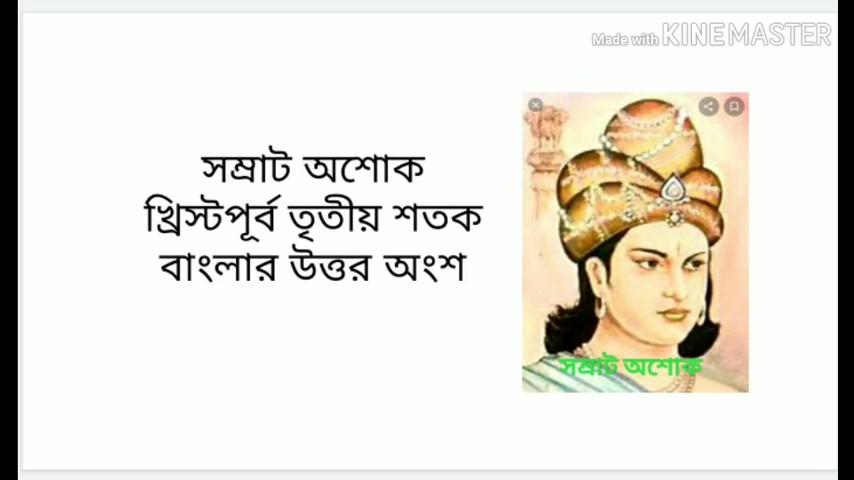 Made with KINEMASTER
সম্রাট অশোক
খ্রিস্টপূর্ব তৃতীয় শতক
বাংলার উত্তর অংশ
সম্রাট অশোক